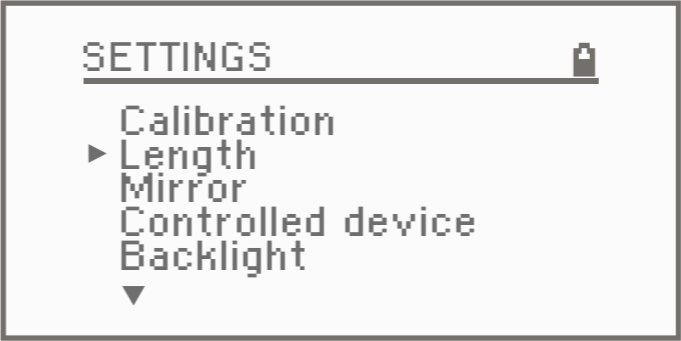 SETTINGS
Calibration
Length
Mirror
Controlled device
Backlight